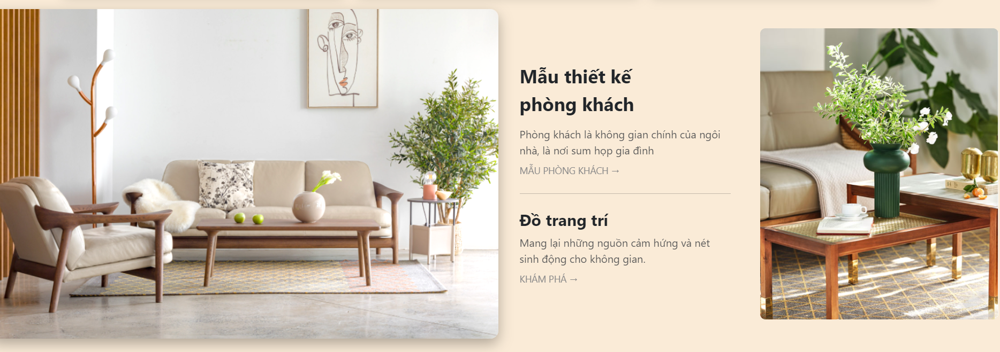 Mẫu thiết kế
phòng khách
Phòng khách là không gian chính của ngôi
nhà, là nơi sum họp gia đình
MẪU PHÒNG KHÁCH →
Đồ trang trí
Mang lại những nguồn cảm hứng và nét
sinh động cho không gian.
KHÁM PHÁ →